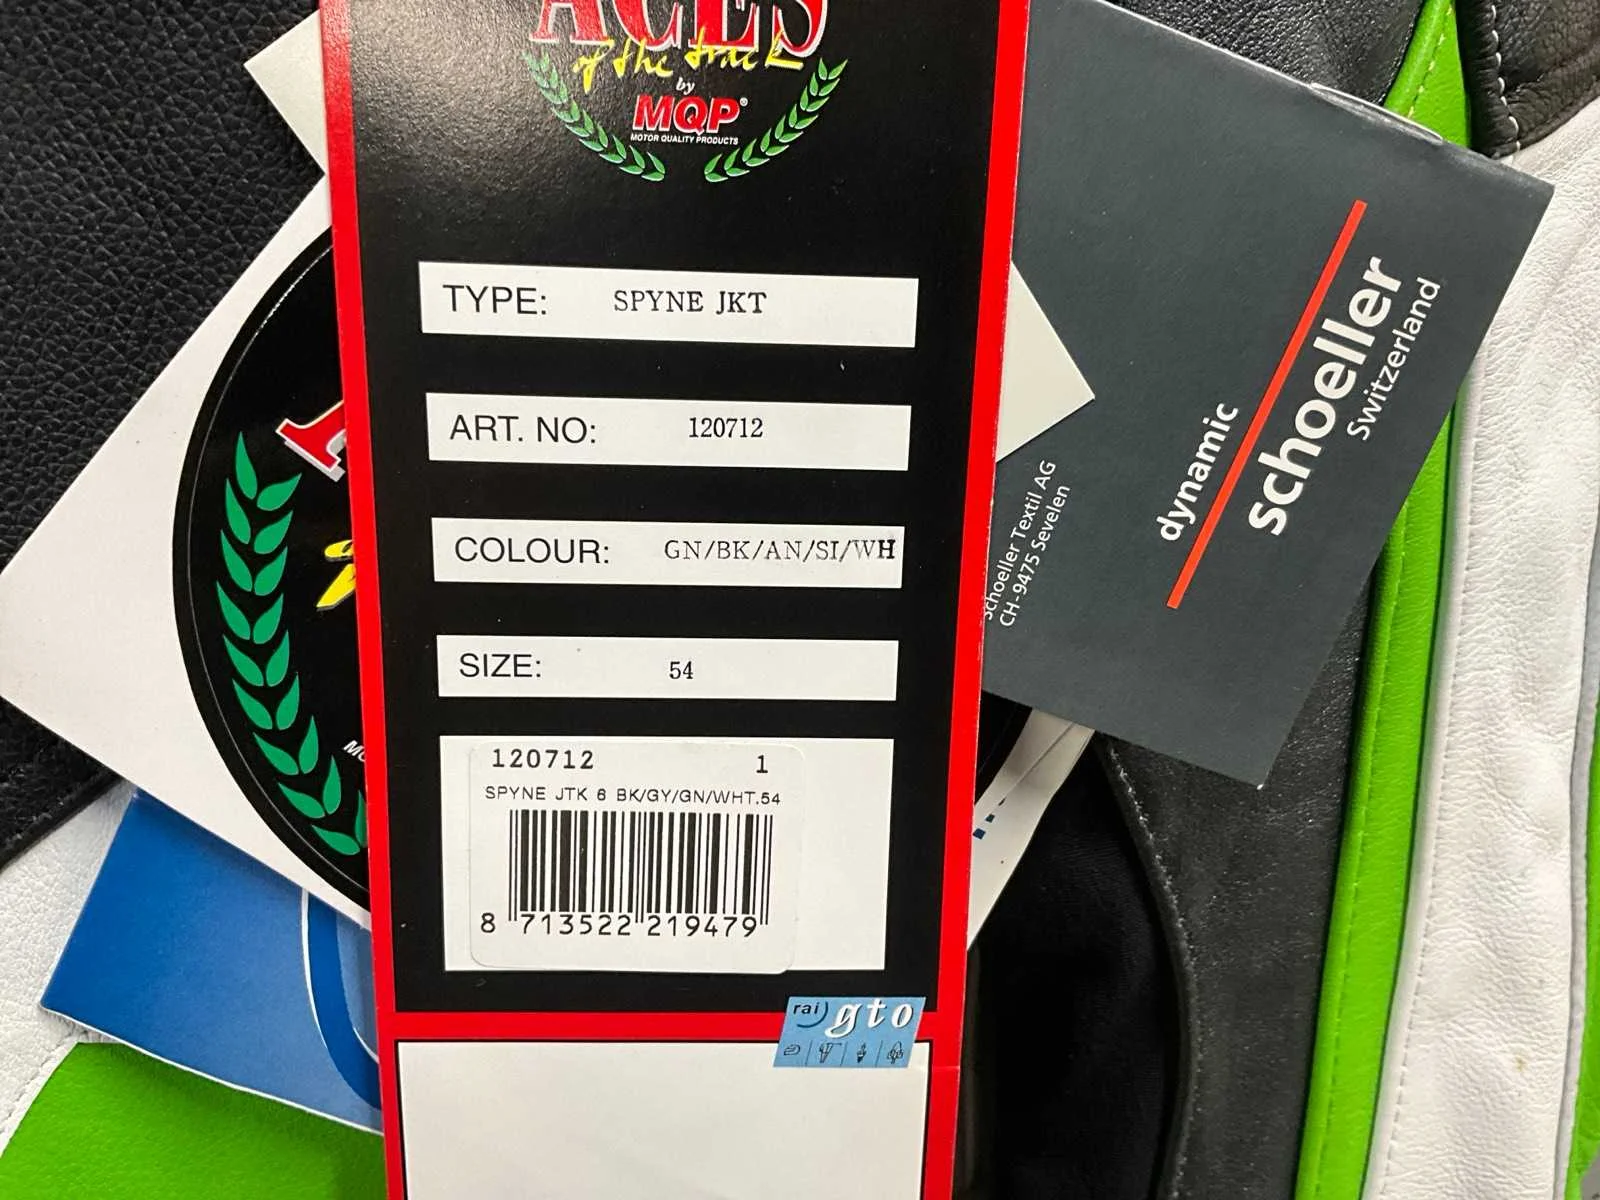 ACES
of the track
by
MQP®
MOTOR QUALITY PRODUCTS
TYPE: SPYNE JKT
ART. NO: 120712
COLOUR: GN/BK/AN/SI/WH
SIZE: 54
120712 1
SPYNE JTK 6 BK/GY/GN/WHT.54
8 713522 219479
rai) gto
dynamic
schoeller
Switzerland
Schoeller Textil AG
CH-9475 Sevelen